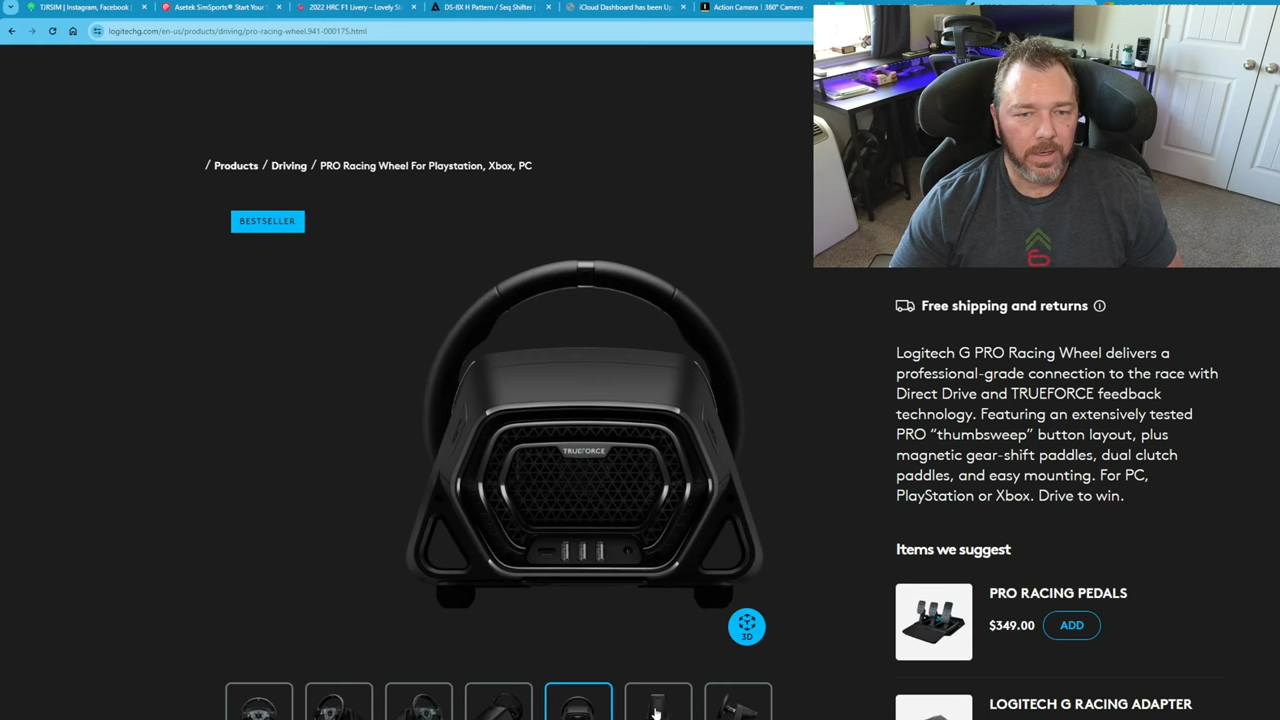 TJRSIM | Instagram, Facebook |
Asetek SimSports® Start Your S
2022 HRC F1 Livery – Lovely St
DS-8X H Pattern / Seq Shifter |
iCloud Dashboard has been Up
Action Camera | 360° Camera
logitechg.com/en-us/products/driving/pro-racing-wheel.941-000175.html
/ Products / Driving / PRO Racing Wheel For Playstation, Xbox, PC
BESTSELLER
TRUEFORCE
3D
6
Free shipping and returns
Logitech G PRO Racing Wheel delivers a
professional-grade connection to the race with
Direct Drive and TRUEFORCE feedback
technology. Featuring an extensively tested
PRO “thumbsweep” button layout, plus
magnetic gear-shift paddles, dual clutch
paddles, and easy mounting. For PC,
PlayStation or Xbox. Drive to win.
Items we suggest
PRO RACING PEDALS
$349.00 ADD
LOGITECH G RACING ADAPTER